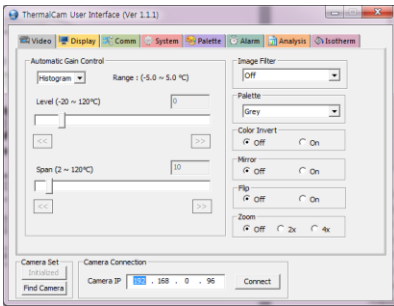 ThermalCam User Interface (Ver 1.1.1)
Video Display Comm System Palette Alarm Analysis Isotherm
Automatic Gain Control
Histogram Range : (-5.0 ~ 5.0 ℃)
Level (-20 ~ 120℃) 0
<< >>
Span (2 ~ 120℃) 10
<< >>
Image Filter
Off
Palette
Grey
Color Invert
Off On
Mirror
Off On
Flip
Off On
Zoom
Off 2x 4x
Camera Set
Initialized
Find Camera
Camera Connection
Camera IP 192 . 168 . 0 . 96 Connect